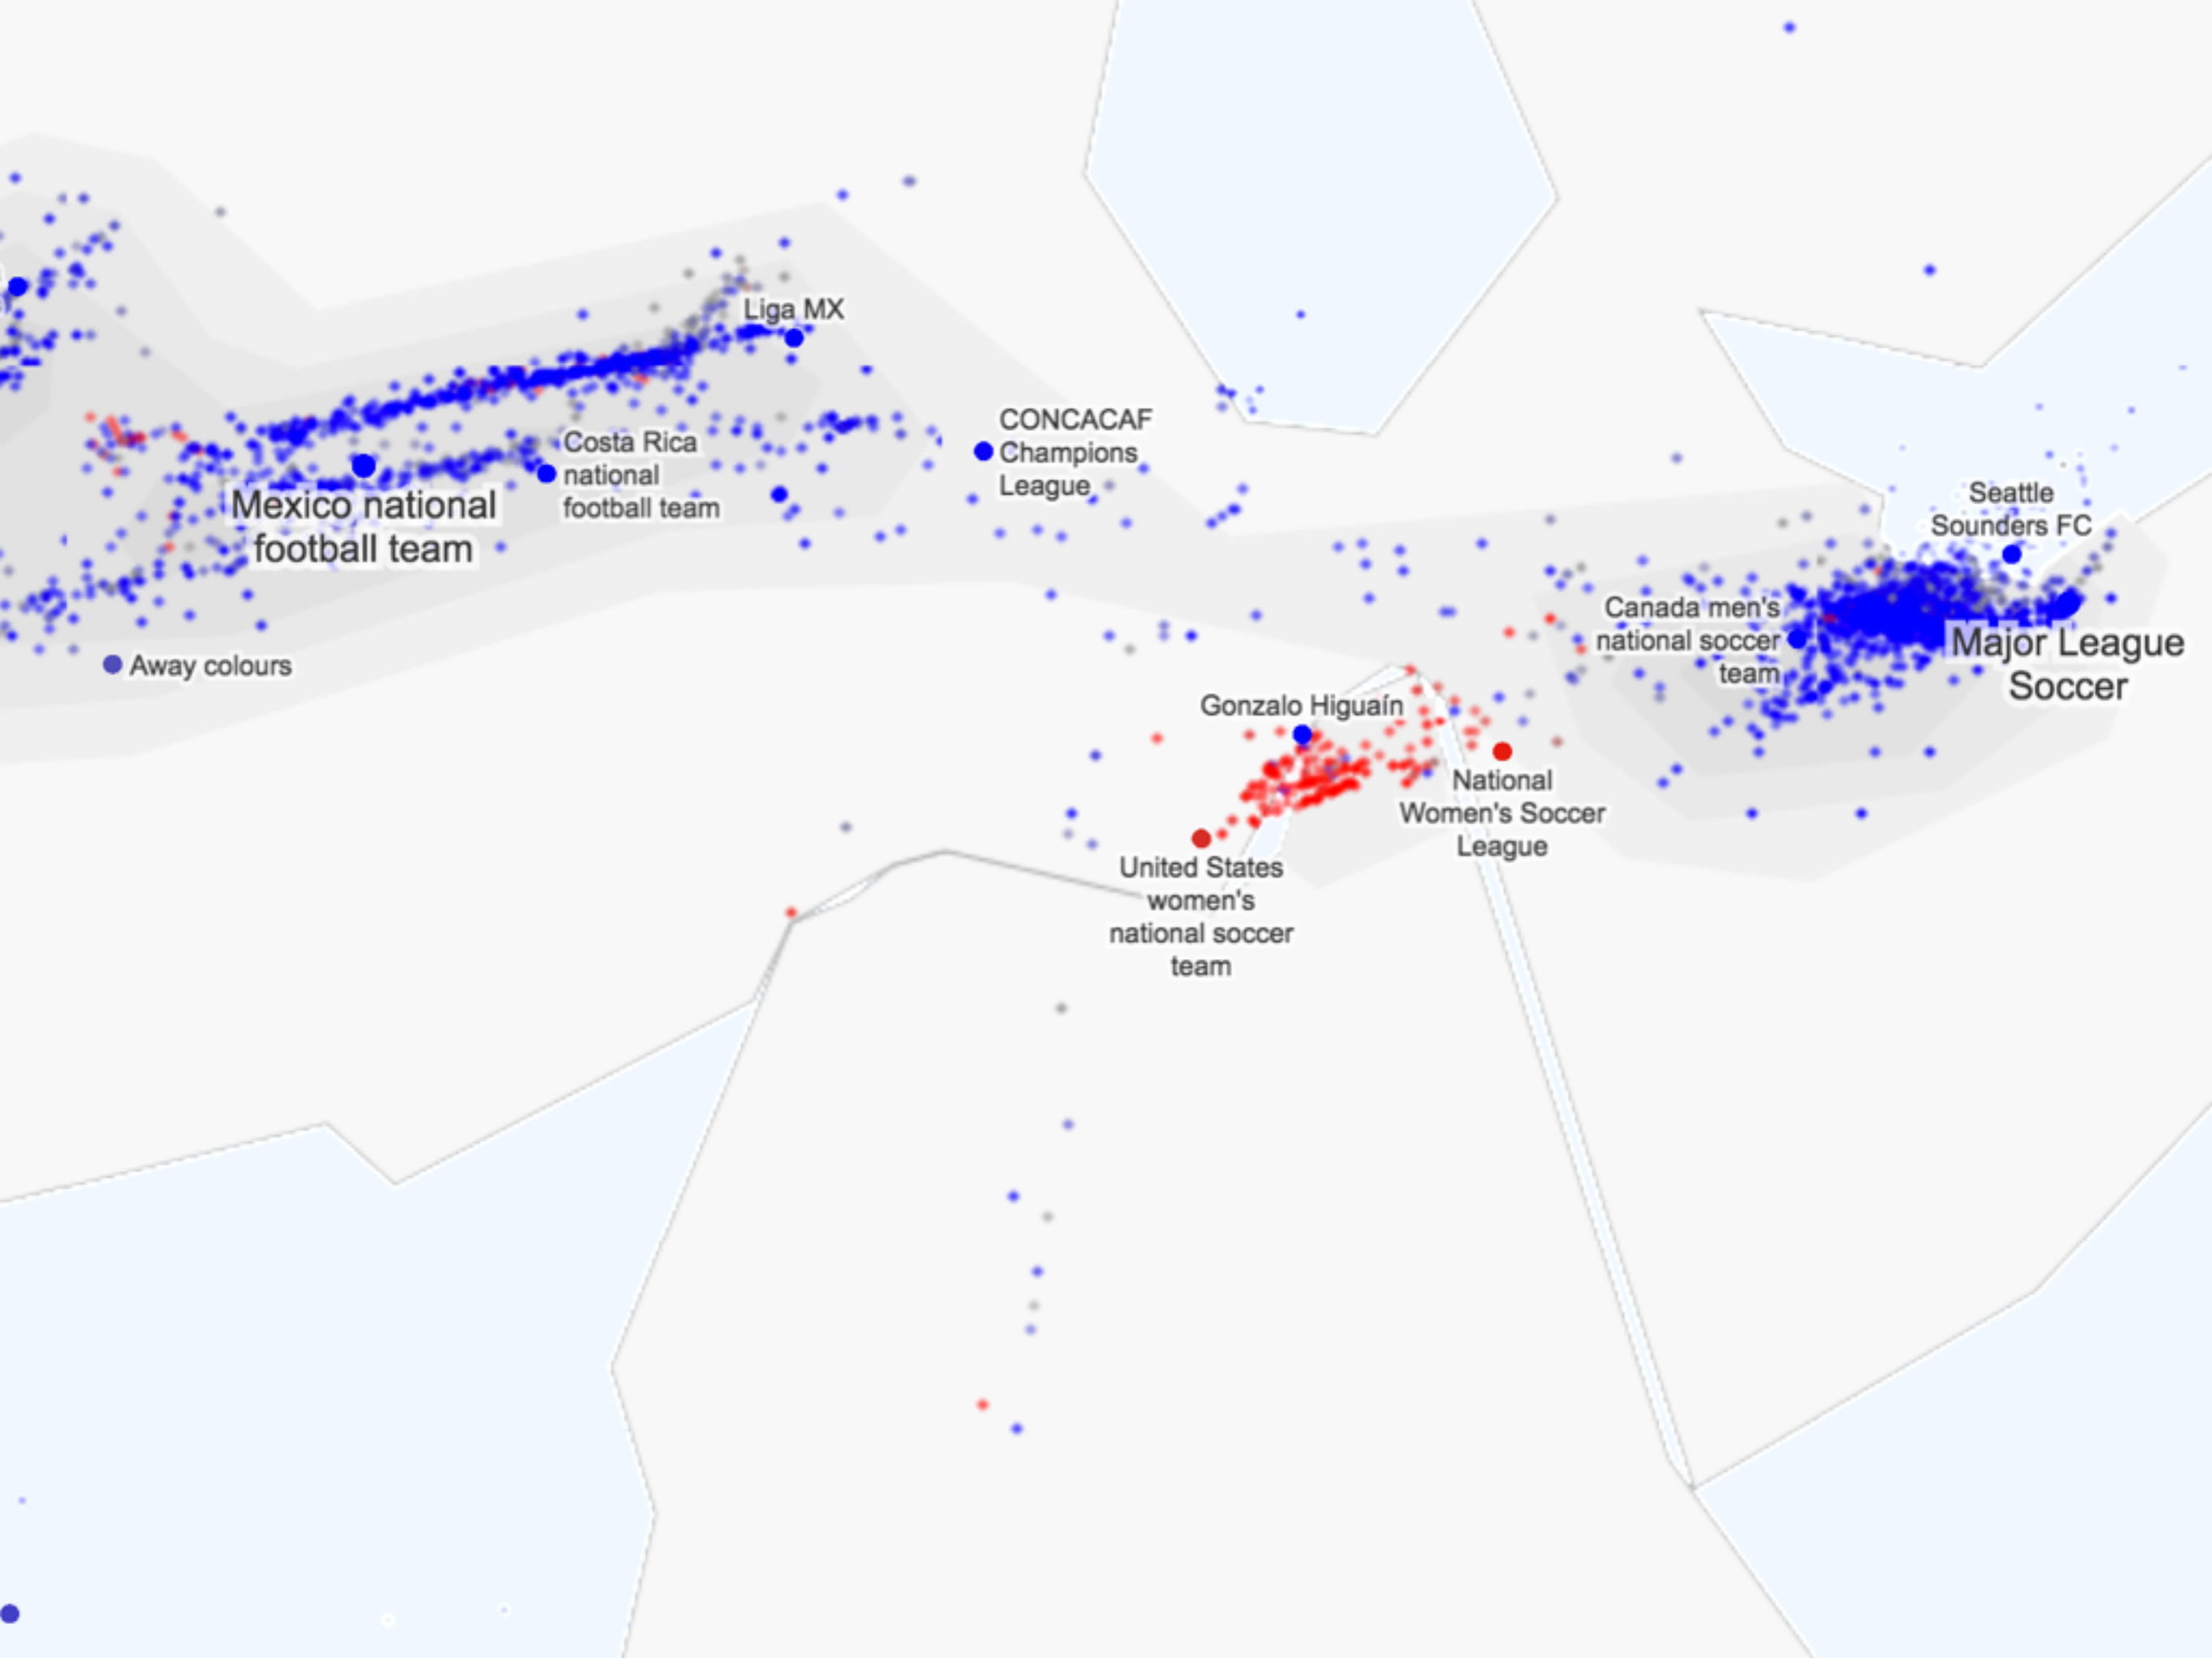 Liga MX
CONCACAF
Champions
League
Costa Rica
national
football team
Mexico national
football team
Away colours
Seattle
Sounders FC
Canada men's
national soccer
team
Major League
Soccer
Gonzalo Higuaín
National
Women's Soccer
League
United States
women's
national soccer
team